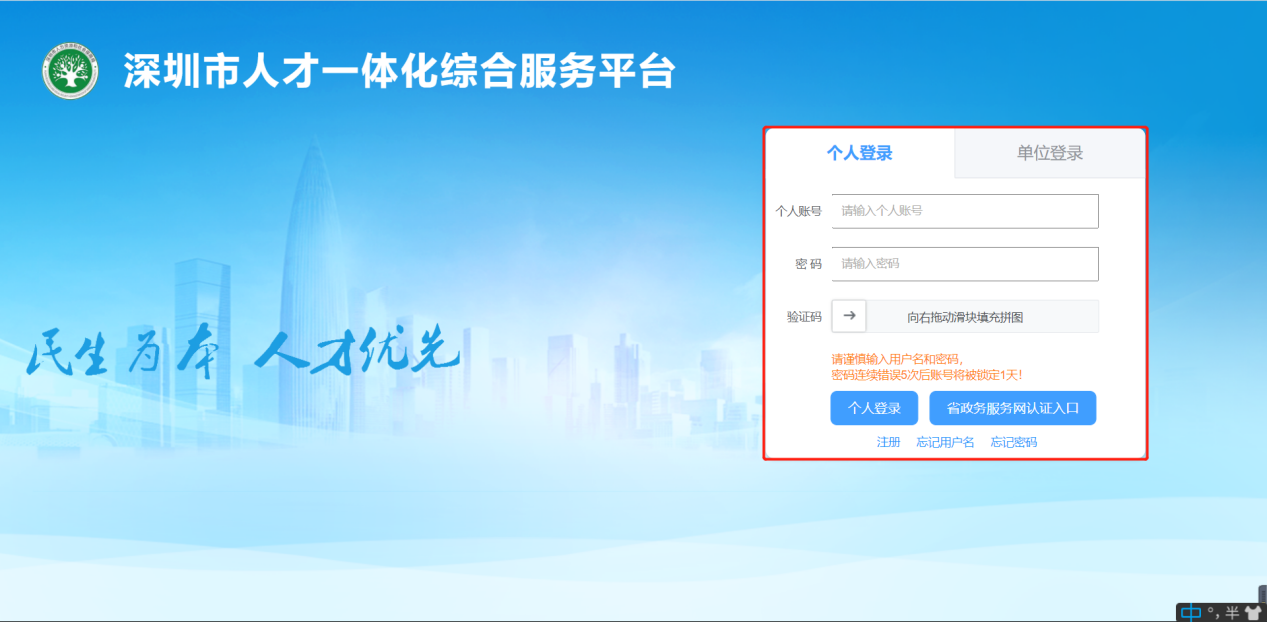 深圳市人才一体化综合服务平台
民生为本 人才优先
个人登录 单位登录
个人账号 请输入个人账号
密 码 请输入密码
验证码 → 向右拖动滑块填充拼图
请谨慎输入用户名和密码，
密码连续错误5次后账号将被锁定1天！
个人登录 省政务服务网认证入口
注册 忘记用户名 忘记密码
中 °, 半